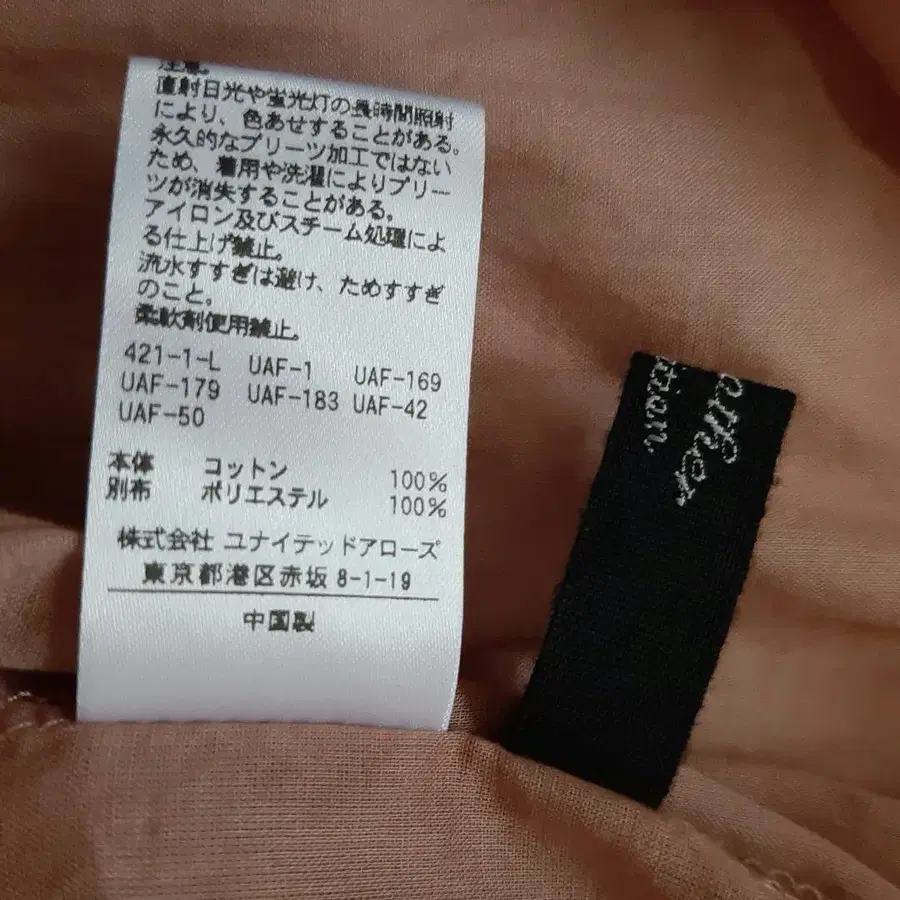 注意。
直射日光や蛍光灯の長時間照射
により、色あせすることがある。
永久的なプリーツ加工ではない
ため、着用や洗濯によりプリー
ツが消失することがある。
アイロン及びスチーム処理によ
る仕上げ禁止。
流水すすぎは避け、ためすすぎ
のこと。
柔軟剤使用禁止。
421-1-L UAF-1 UAF-169
UAF-179 UAF-183 UAF-42
UAF-50
本体 コットン 100%
別布 ポリエステル 100%
株式会社 ユナイテッドアローズ
東京都港区赤坂 8-1-19
中国製